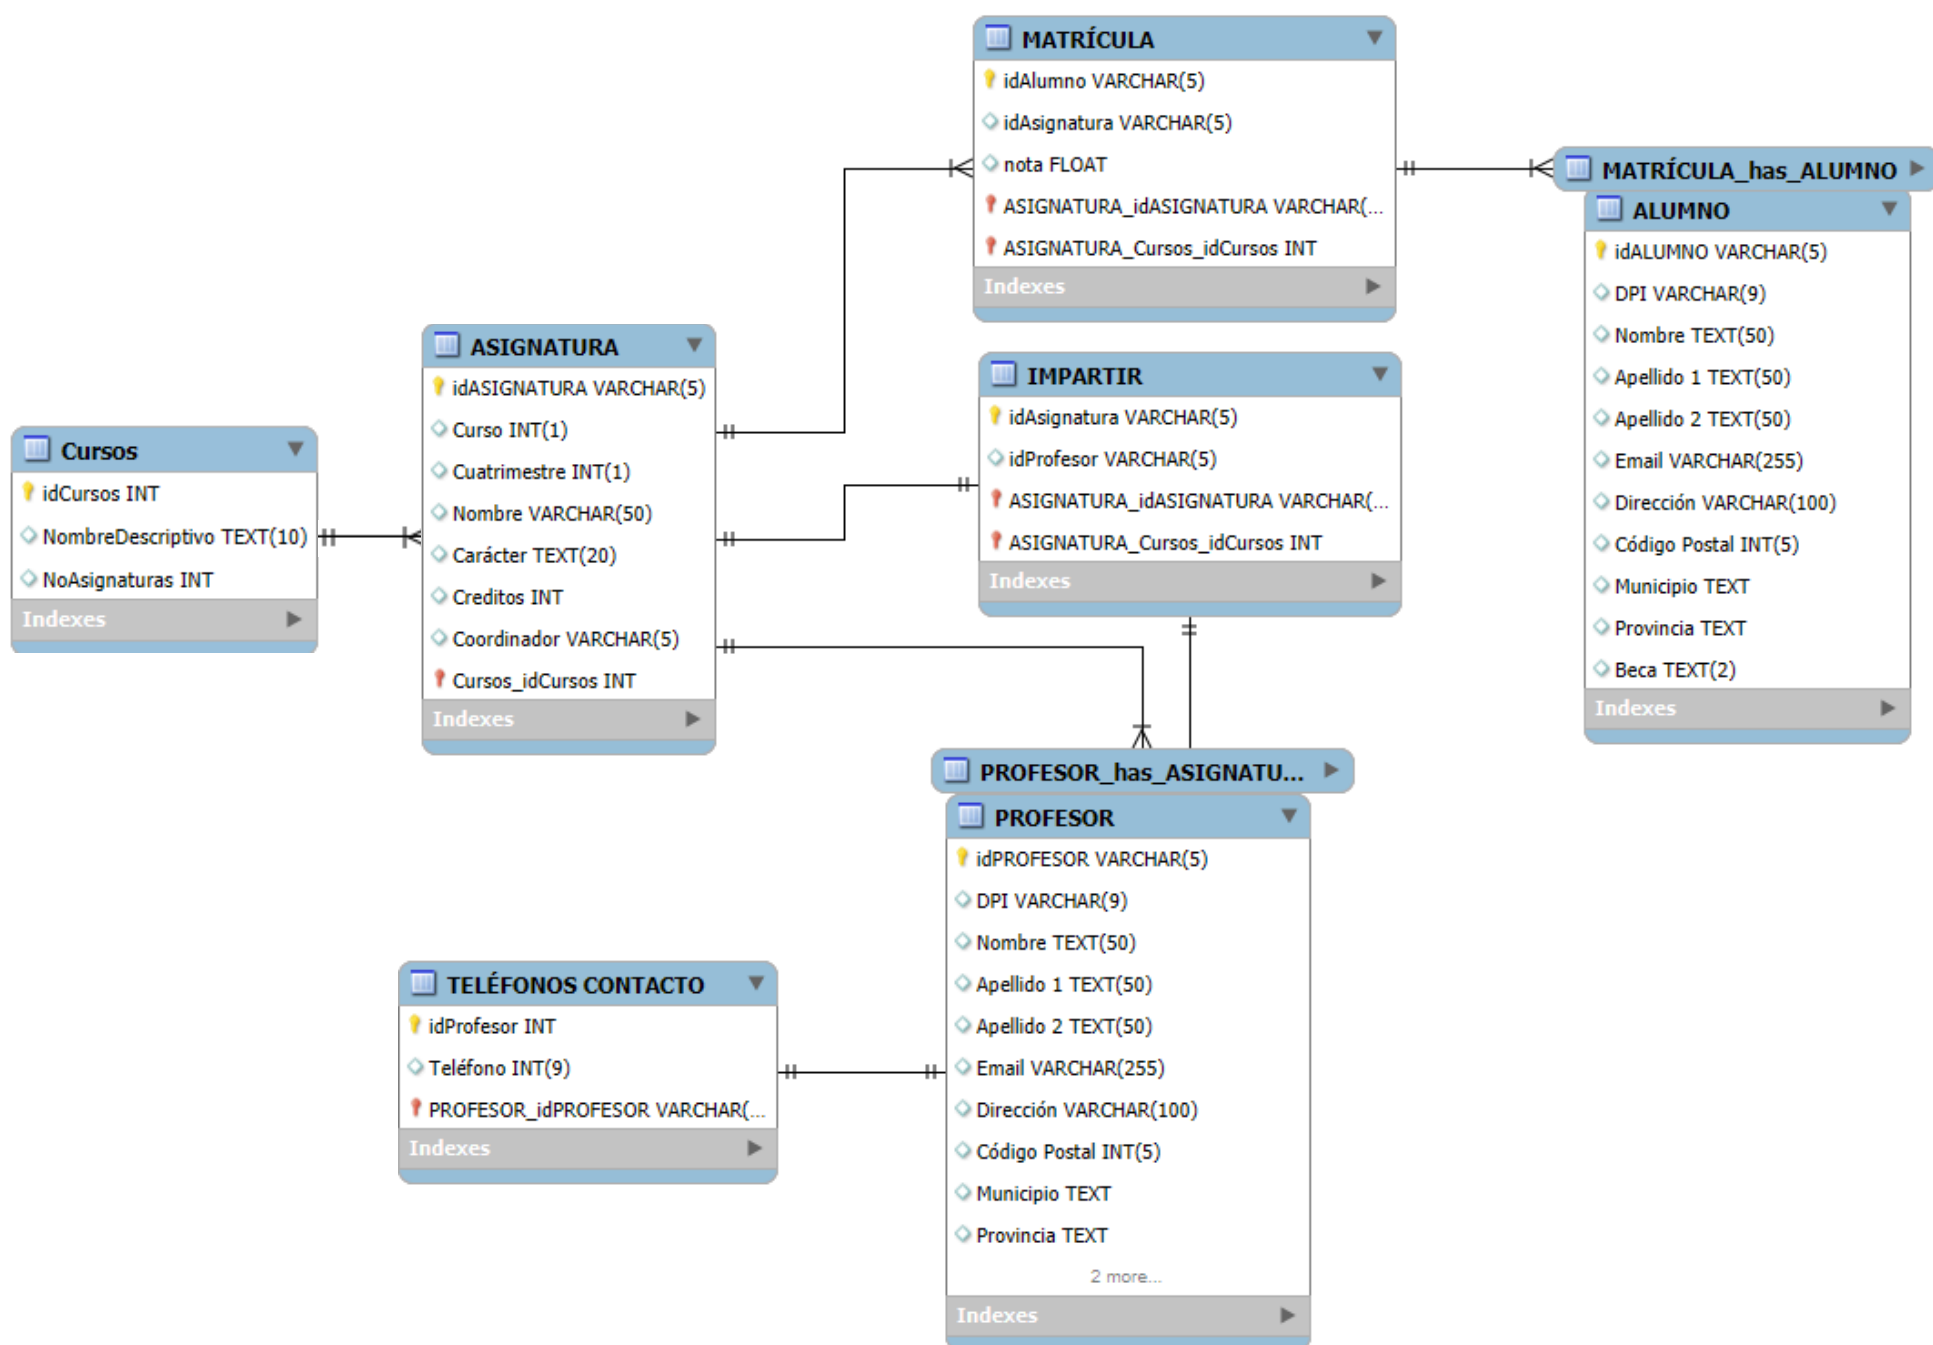 MATRÍCULA
idAlumno VARCHAR(5)
idAsignatura VARCHAR(5)
nota FLOAT
ASIGNATURA_idASIGNATURA VARCHAR(...
ASIGNATURA_Cursos_idCursos INT
Indexes
MATRÍCULA_has_ALUMNO
ALUMNO
idALUMNO VARCHAR(5)
DPI VARCHAR(9)
Nombre TEXT(50)
Apellido 1 TEXT(50)
Apellido 2 TEXT(50)
Email VARCHAR(255)
Dirección VARCHAR(100)
Código Postal INT(5)
Municipio TEXT
Provincia TEXT
Beca TEXT(2)
Indexes
ASIGNATURA
idASIGNATURA VARCHAR(5)
Curso INT(1)
Cuatrimestre INT(1)
Nombre VARCHAR(50)
Carácter TEXT(20)
Creditos INT
Coordinador VARCHAR(5)
Cursos_idCursos INT
Indexes
IMPARTIR
idAsignatura VARCHAR(5)
idProfesor VARCHAR(5)
ASIGNATURA_idASIGNATURA VARCHAR(...
ASIGNATURA_Cursos_idCursos INT
Indexes
Cursos
idCursos INT
NombreDescriptivo TEXT(10)
NoAsignaturas INT
Indexes
PROFESOR_has_ASIGNATU...
PROFESOR
idPROFESOR VARCHAR(5)
DPI VARCHAR(9)
Nombre TEXT(50)
Apellido 1 TEXT(50)
Apellido 2 TEXT(50)
Email VARCHAR(255)
Dirección VARCHAR(100)
Código Postal INT(5)
Municipio TEXT
Provincia TEXT
2 more...
Indexes
TELÉFONOS CONTACTO
idProfesor INT
Teléfono INT(9)
PROFESOR_idPROFESOR VARCHAR(...
Indexes